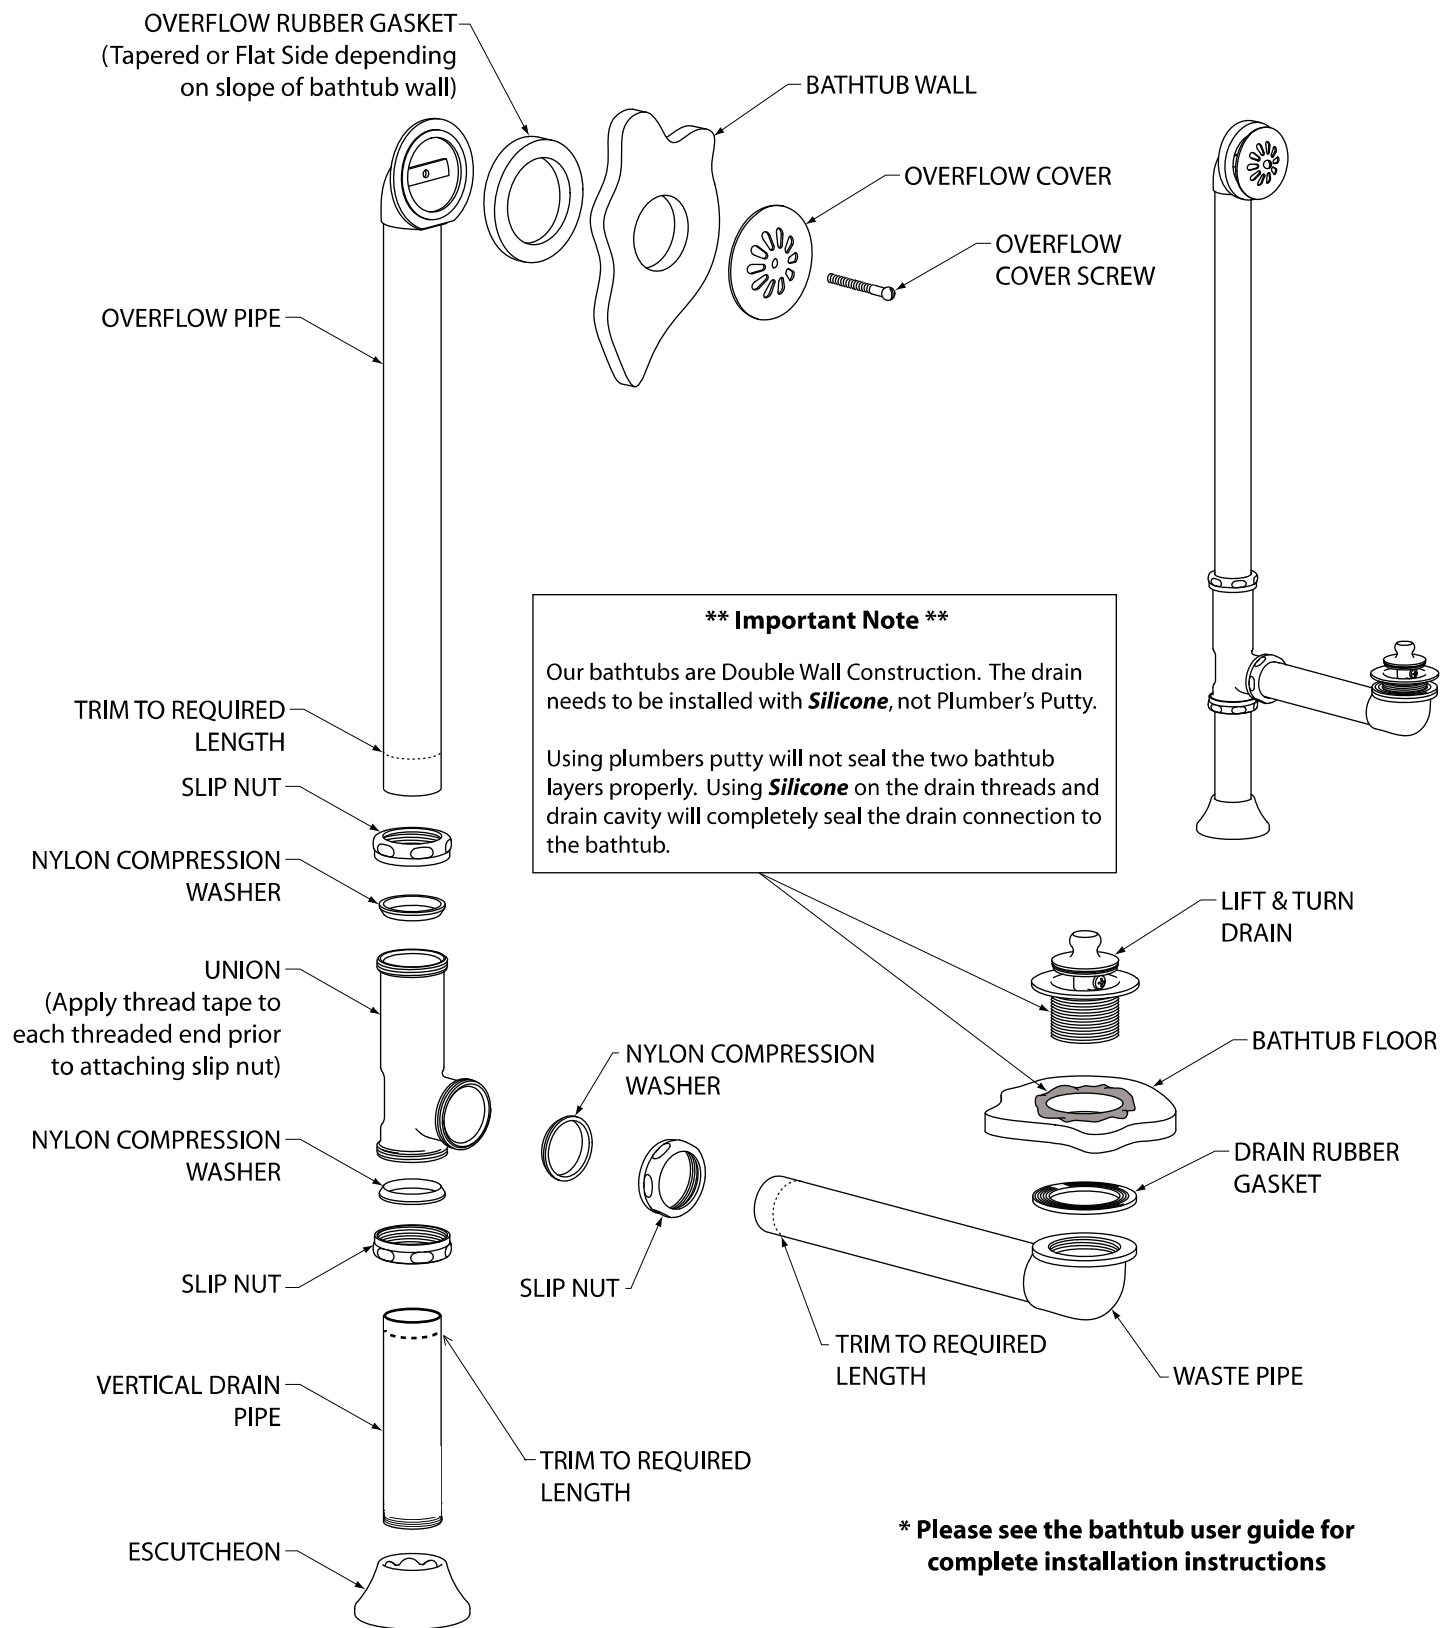 OVERFLOW RUBBER GASKET
(Tapered or Flat Side depending
on slope of bathtub wall)
BATHTUB WALL
OVERFLOW COVER
OVERFLOW
COVER SCREW
OVERFLOW PIPE
** Important Note **
Our bathtubs are Double Wall Construction. The drain
needs to be installed with Silicone, not Plumber's Putty.
Using plumbers putty will not seal the two bathtub
layers properly. Using Silicone on the drain threads and
drain cavity will completely seal the drain connection to
the bathtub.
TRIM TO REQUIRED
LENGTH
SLIP NUT
NYLON COMPRESSION
WASHER
UNION
(Apply thread tape to
each threaded end prior
to attaching slip nut)
NYLON COMPRESSION
WASHER
SLIP NUT
VERTICAL DRAIN
PIPE
ESCUTCHEON
NYLON COMPRESSION
WASHER
SLIP NUT
TRIM TO REQUIRED
LENGTH
LIFT & TURN
DRAIN
BATHTUB FLOOR
DRAIN RUBBER
GASKET
TRIM TO REQUIRED
LENGTH
WASTE PIPE
* Please see the bathtub user guide for
complete installation instructions